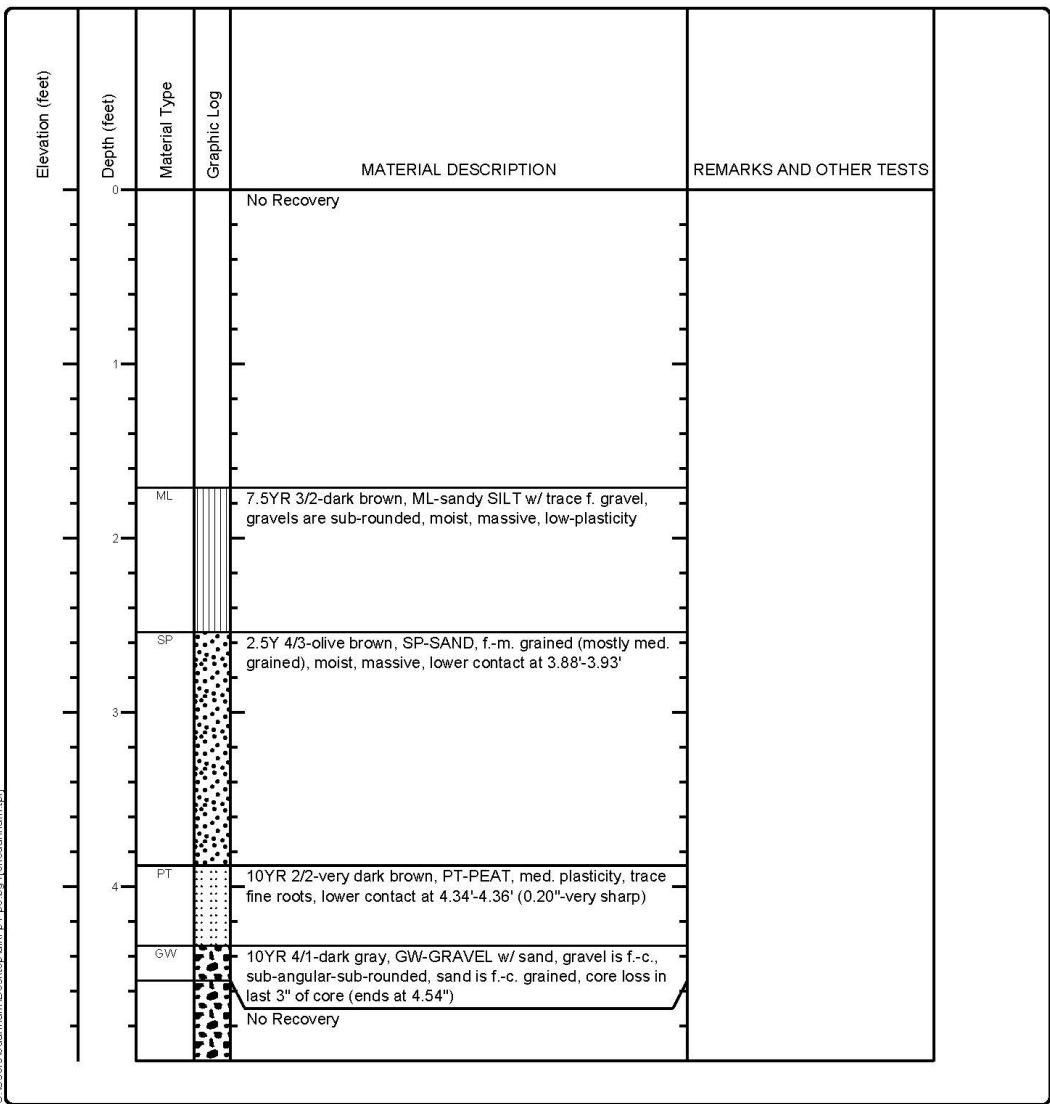 Elevation (feet)
Depth (feet)
Material Type
Graphic Log
MATERIAL DESCRIPTION
REMARKS AND OTHER TESTS
0
No Recovery
1
ML
7.5YR 3/2-dark brown, ML-sandy SILT w/ trace f. gravel,
gravels are sub-rounded, moist, massive, low-plasticity
2
SP
2.5Y 4/3-olive brown, SP-SAND, f.-m. grained (mostly med.
grained), moist, massive, lower contact at 3.88'-3.93'
3
PT
10YR 2/2-very dark brown, PT-PEAT, med. plasticity, trace
4
fine roots, lower contact at 4.34'-4.36' (0.20"-very sharp)
GW
10YR 4/1-dark gray, GW-GRAVEL w/ sand, gravel is f.-c.,
sub-angular-sub-rounded, sand is f.-c. grained, core loss in
last 3" of core (ends at 4.54")
No Recovery